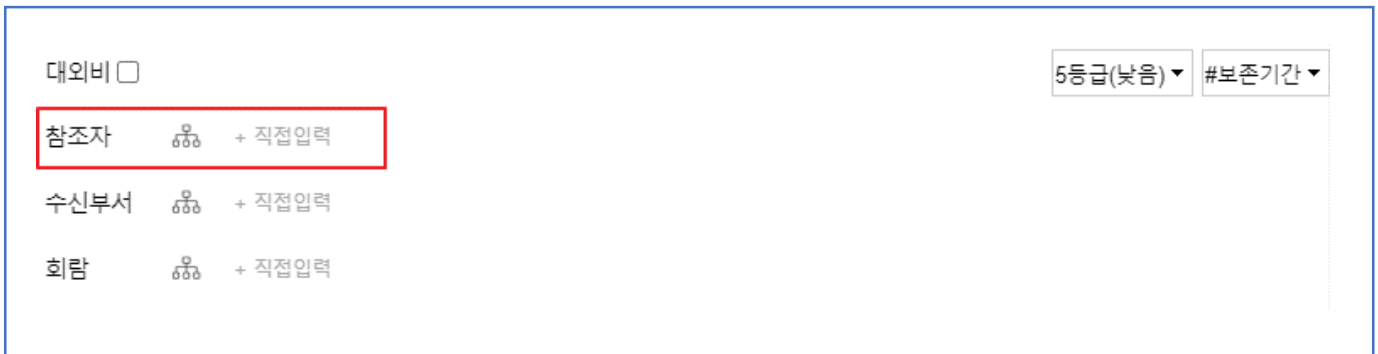 대외비
5등급(낮음) #보존기간
참조자 + 직접입력
수신부서 + 직접입력
회람 + 직접입력